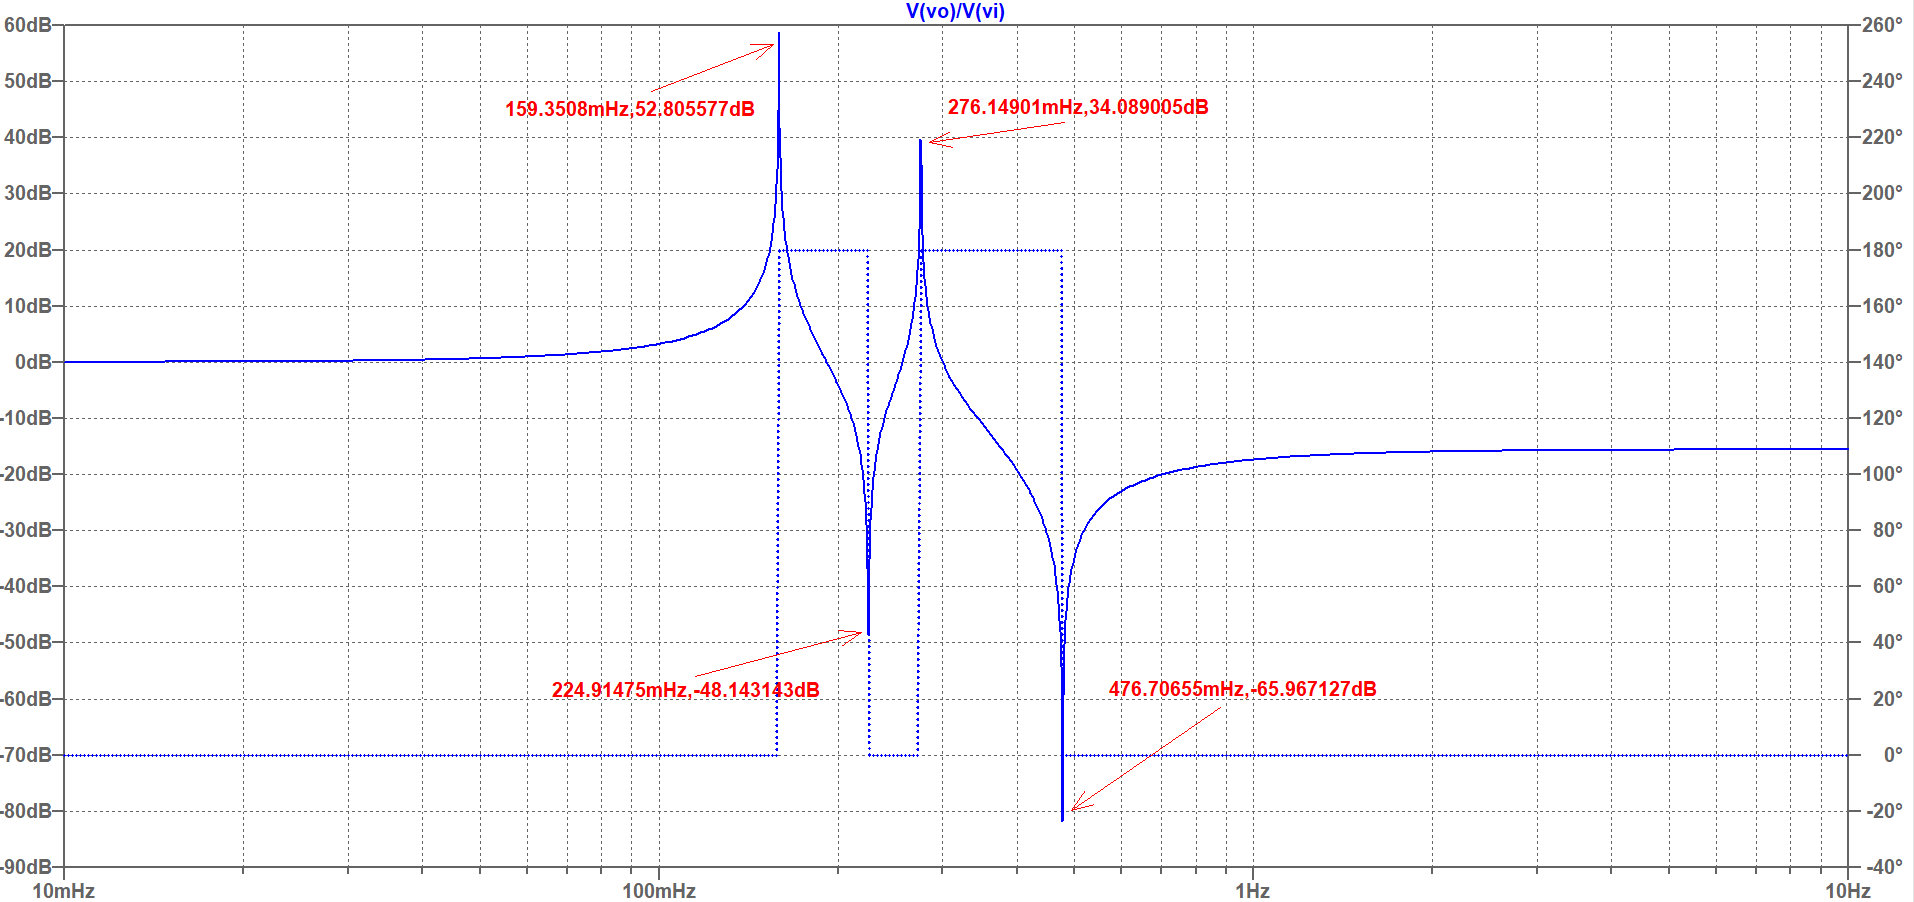 V(vo)/V(vi)
60dB
50dB
40dB
30dB
20dB
10dB
0dB
-10dB
-20dB
-30dB
-40dB
-50dB
-60dB
-70dB
-80dB
-90dB
260°
240°
220°
200°
180°
160°
140°
120°
100°
80°
60°
40°
20°
0°
-20°
-40°
159.3508mHz,52.805577dB
276.14901mHz,34.089005dB
224.91475mHz,-48.143143dB
476.70655mHz,-65.967127dB
10mHz
100mHz
1Hz
10Hz